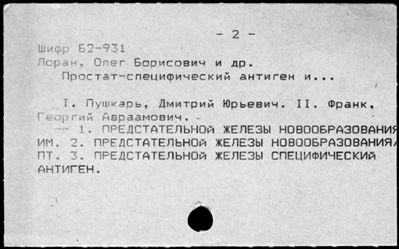 - 2 -
Шифр Б2-931
Лоран, Олег Борисович и др.
Простат-специфический антиген и...
I. Пушкарь, Дмитрий Юрьевич. II. Франк,
Георгий Авраамович. -
-- 1. ПРЕДСТАТЕЛЬНОЙ ЖЕЛЕЗЫ НОВООБРАЗОВАНИЯ
ИМ. 2. ПРЕДСТАТЕЛЬНОЙ ЖЕЛЕЗЫ НОВООБРАЗОВАНИЯ
ПТ. 3. ПРЕДСТАТЕЛЬНОЙ ЖЕЛЕЗЫ СПЕЦИФИЧЕСКИЙ
АНТИГЕН.